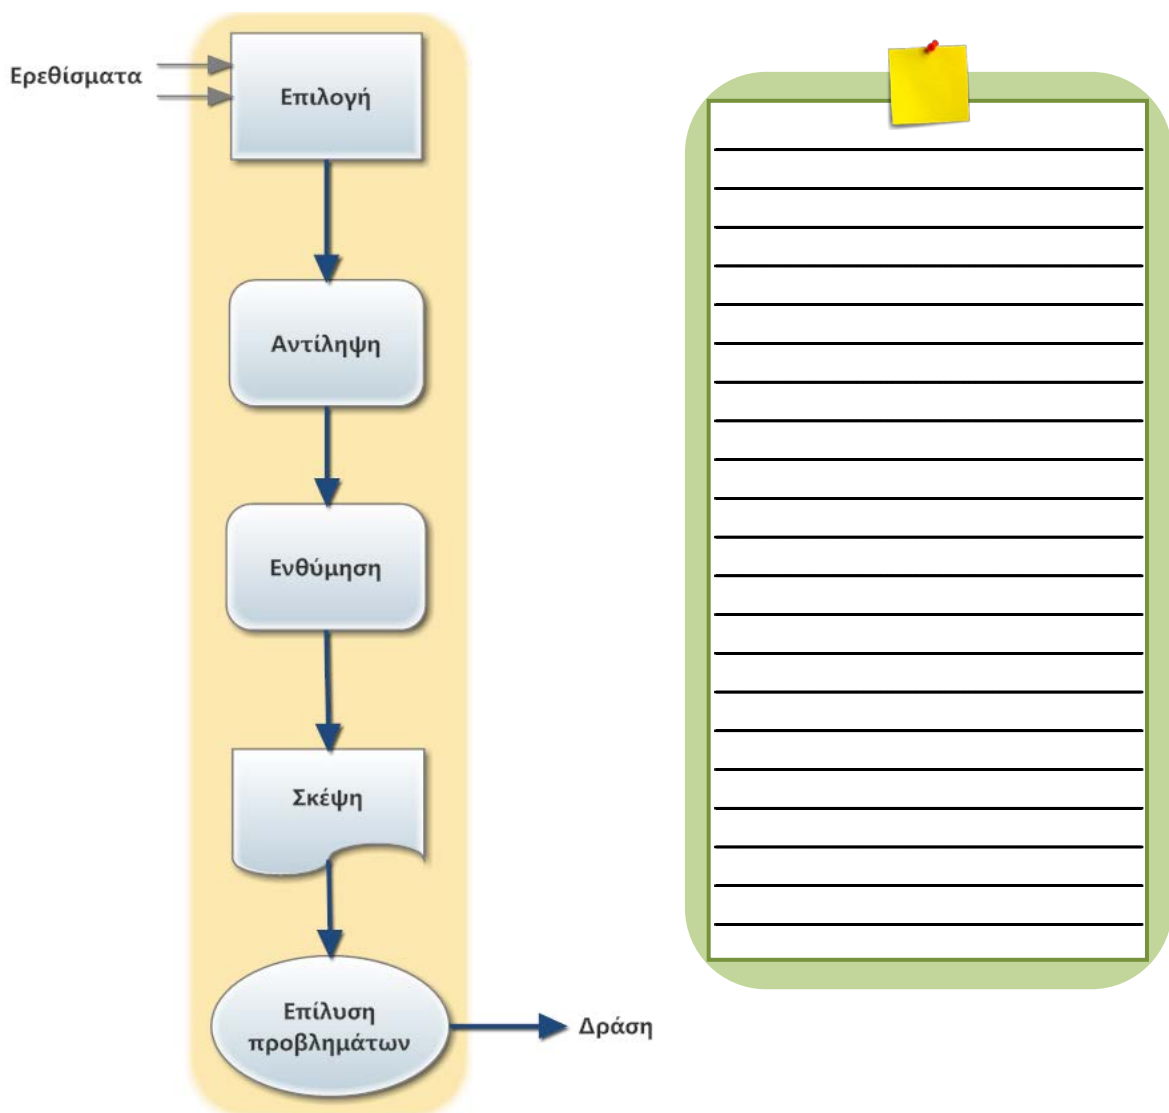 Ερεθίσματα
Επιλογή
Αντίληψη
Ενθύμηση
Σκέψη
Επίλυση
προβλημάτων
Δράση